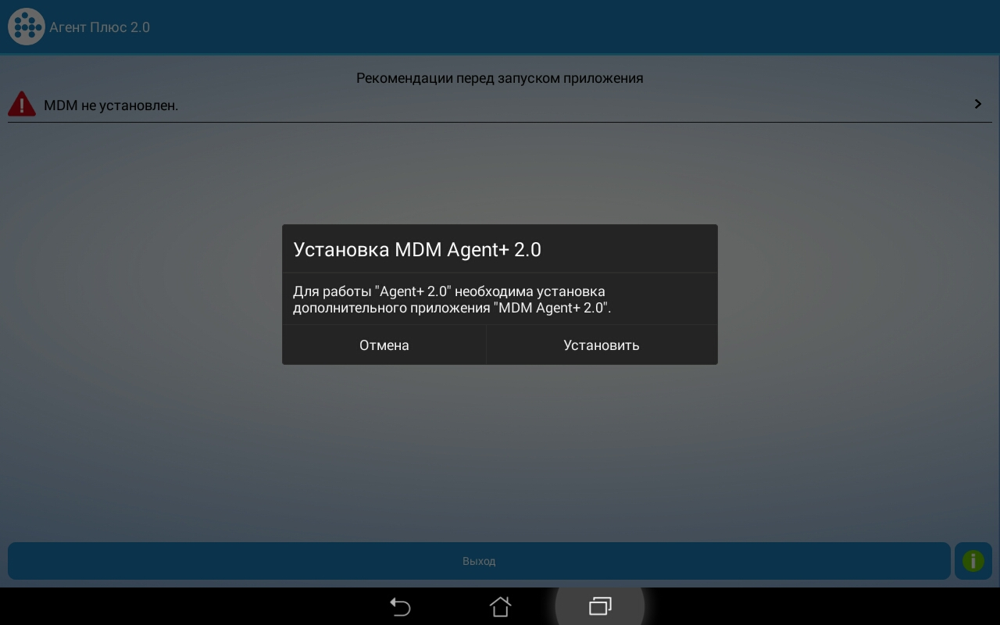 Агент Плюс 2.0
Рекомендации перед запуском приложения
MDM не установлен.
Установка MDM Agent+ 2.0
Для работы "Agent+ 2.0" необходима установка
дополнительного приложения "MDM Agent+ 2.0".
Отмена
Установить
Выход